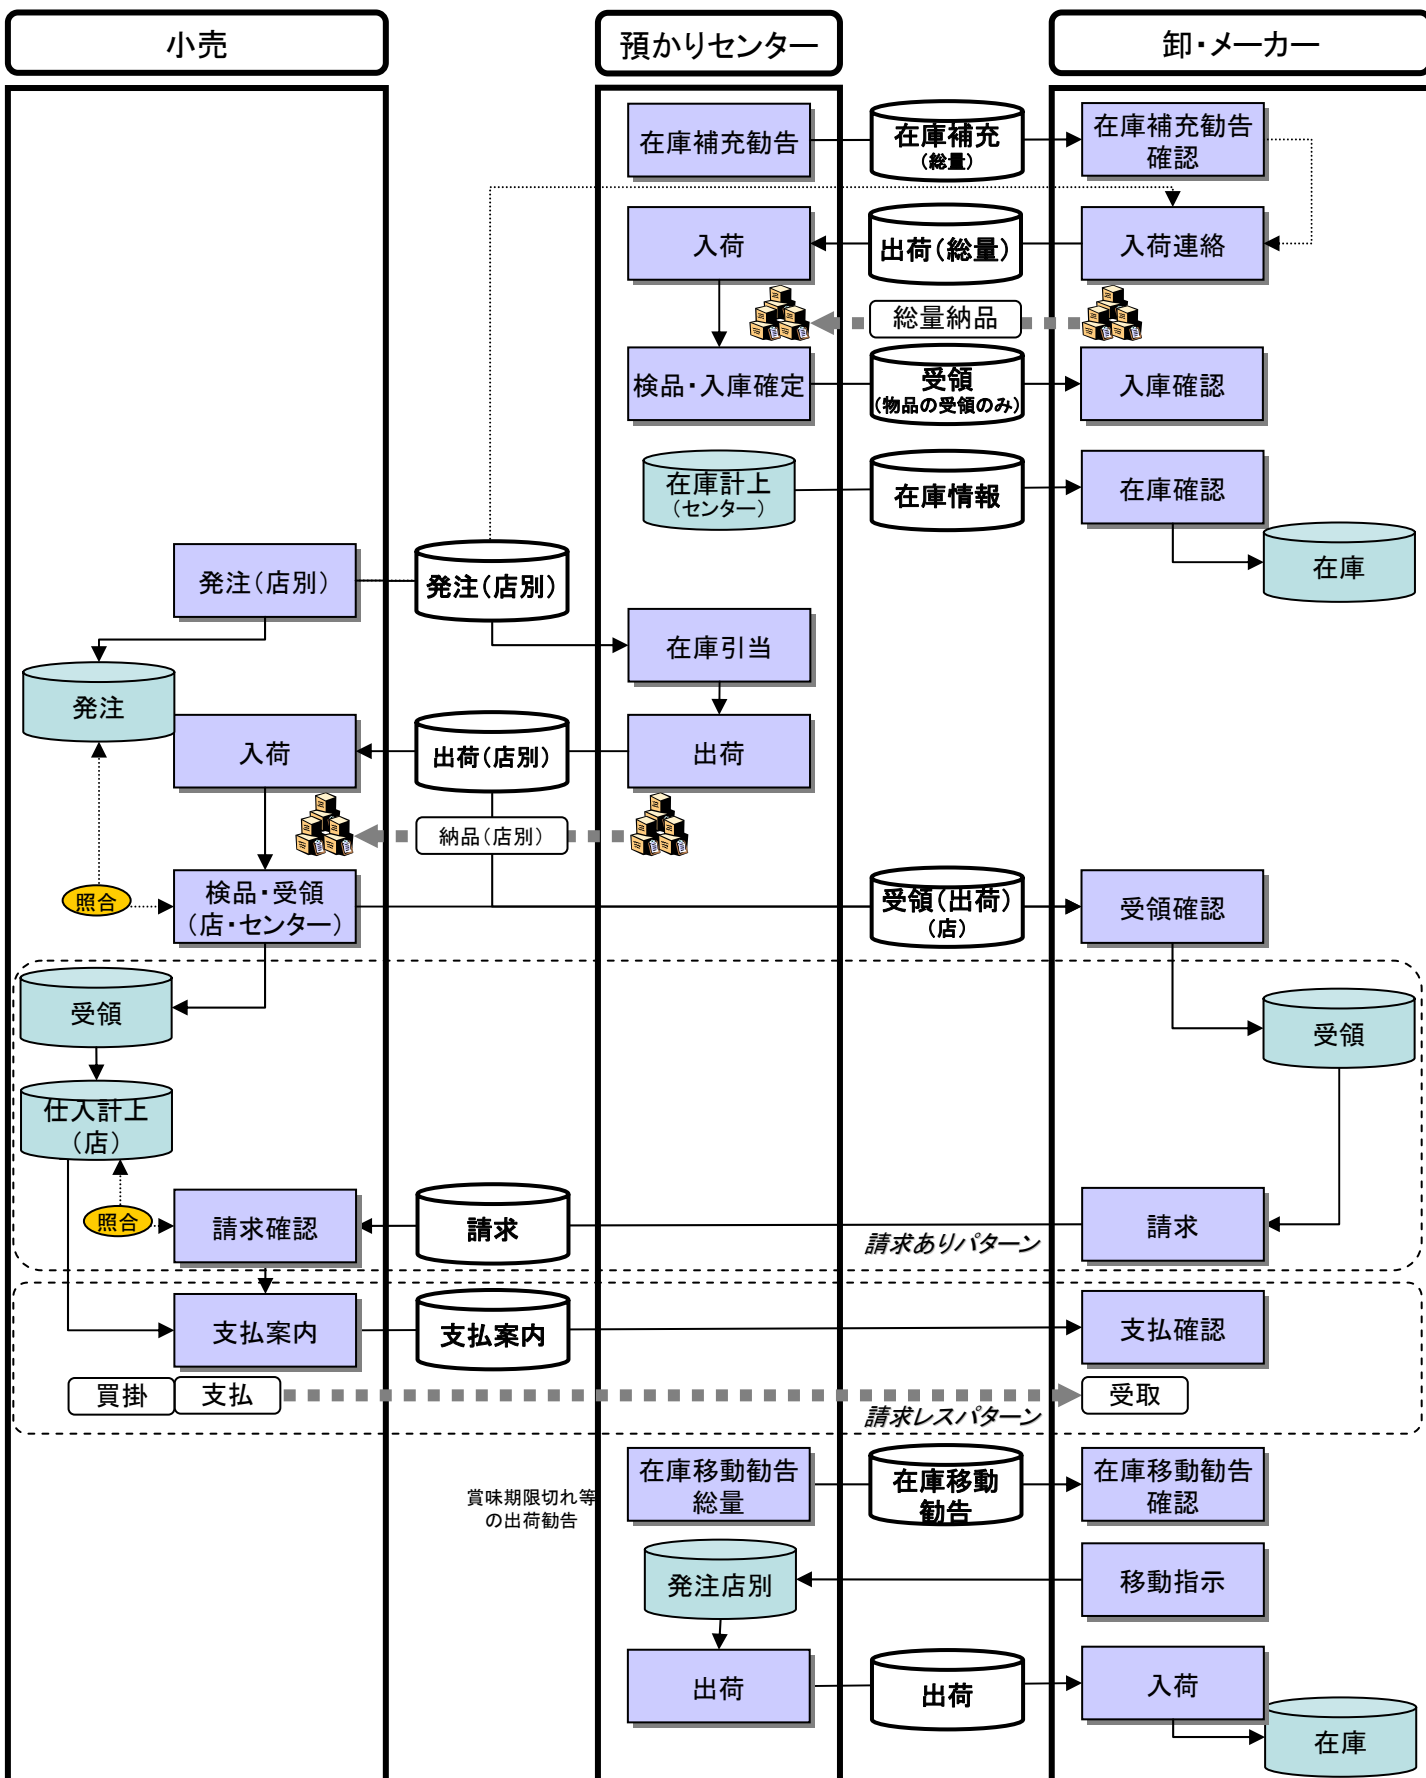 小売
預かりセンター
卸・メーカー
在庫補充勧告
在庫補充
（総量）
在庫補充勧告
確認
入荷
出荷（総量）
入荷連絡
総量納品
検品・入庫確定
受領
（物品の受領のみ）
入庫確認
在庫計上
（センター）
在庫情報
在庫確認
在庫
発注（店別）
発注（店別）
在庫引当
発注
入荷
出荷（店別）
出荷
納品（店別）
照合
検品・受領
（店・センター）
受領（出荷）
（店）
受領確認
受領
受領
仕入計上
（店）
照合
請求確認
請求
請求
請求ありパターン
支払案内
支払案内
支払確認
買掛
支払
受取
請求レスパターン
賞味期限切れ等
の出荷勧告
在庫移動勧告
総量
在庫移動
勧告
在庫移動勧告
確認
発注店別
移動指示
出荷
出荷
入荷
在庫